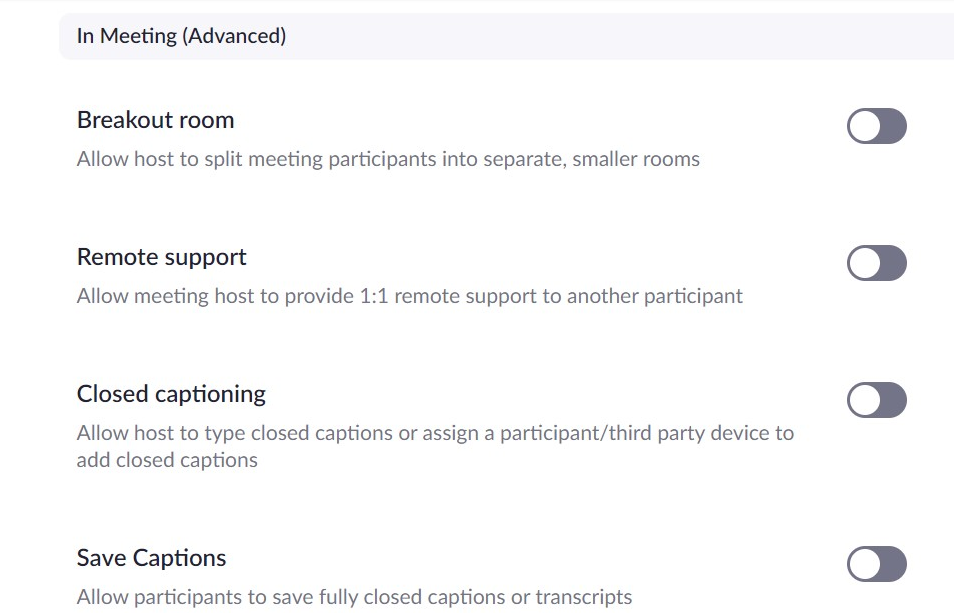 In Meeting (Advanced)
Breakout room
Allow host to split meeting participants into separate, smaller rooms
Remote support
Allow meeting host to provide 1:1 remote support to another participant
Closed captioning
Allow host to type closed captions or assign a participant/third party device to
add closed captions
Save Captions
Allow participants to save fully closed captions or transcripts